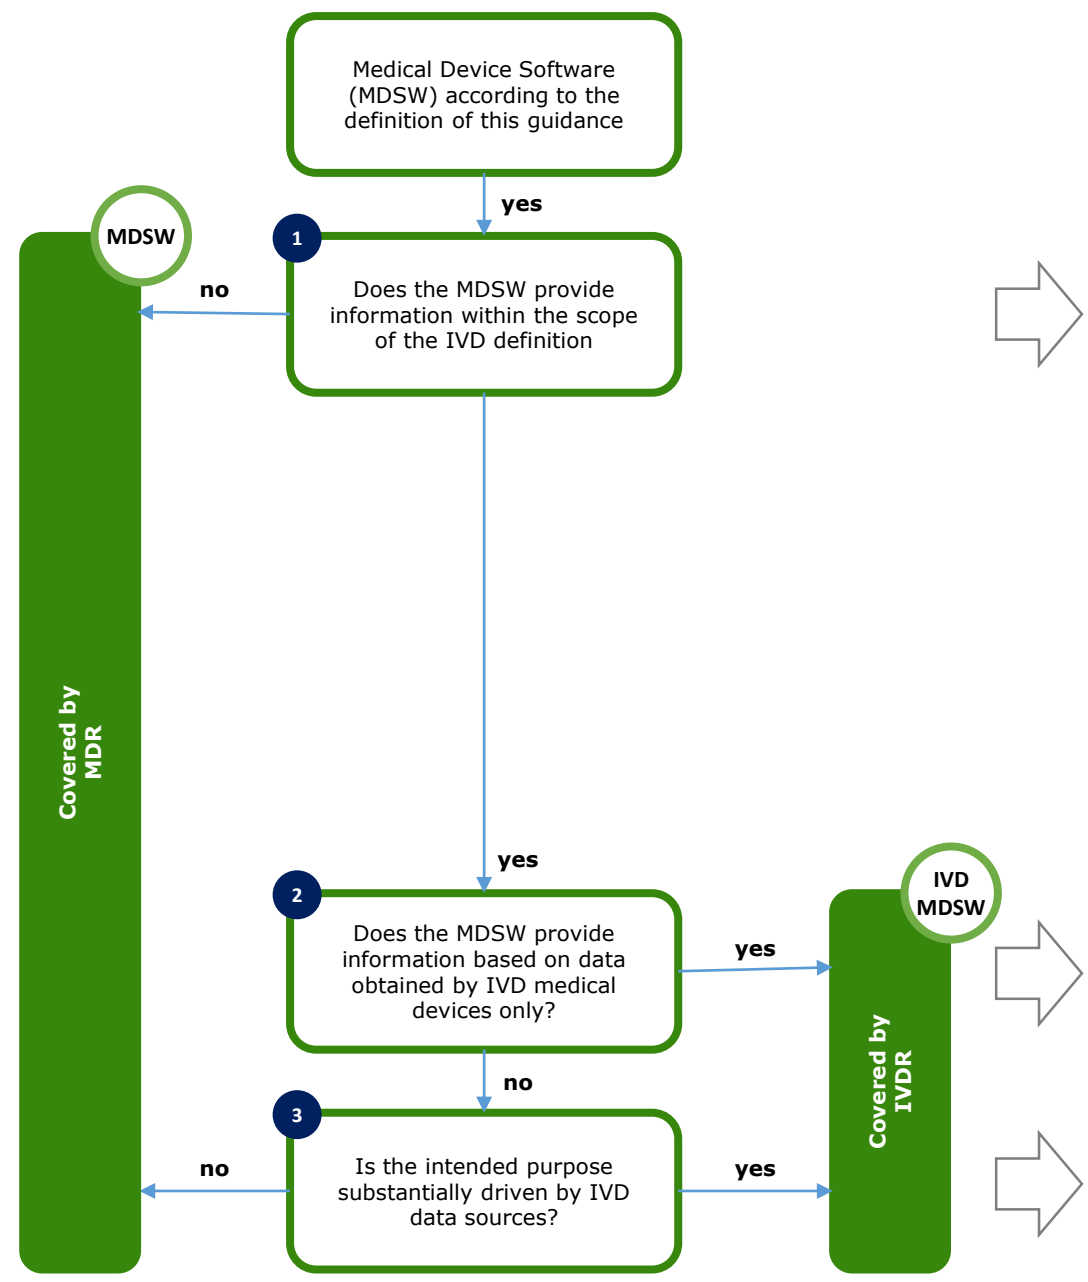 Medical Device Software
(MDSW) according to the
definition of this guidance
yes
MDSW
1
no
Does the MDSW provide
information within the scope
of the IVD definition
Covered by
MDR
yes
2
Does the MDSW provide
information based on data
obtained by IVD medical
devices only?
yes
IVD
MDSW
Covered by
IVDR
no
3
no
Is the intended purpose
substantially driven by IVD
data sources?
yes